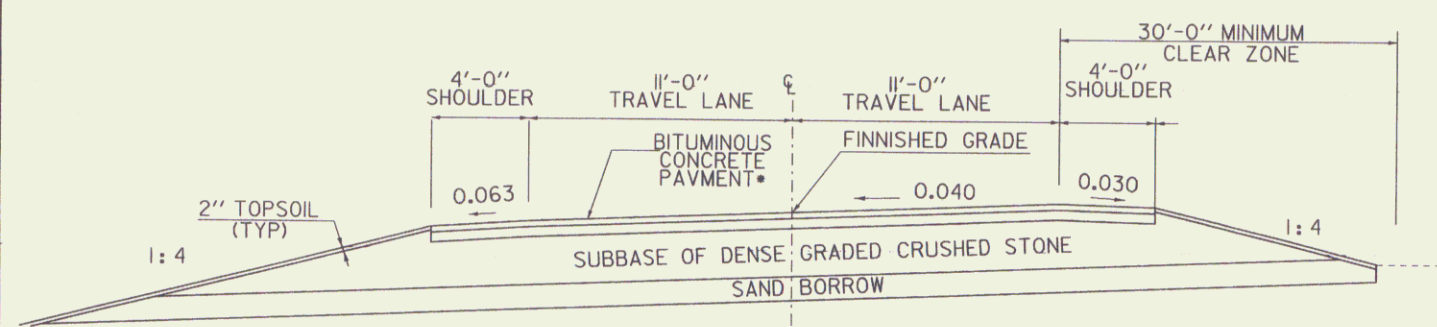 30'-0" MINIMUM
CLEAR ZONE
4'-0"
SHOULDER
11'-0"
TRAVEL LANE
℄
11'-0"
TRAVEL LANE
4'-0"
SHOULDER
BITUMINOUS
CONCRETE
PAVMENT*
FINNISHED GRADE
0.063
0.040
0.030
2" TOPSOIL
(TYP)
1:4
1:4
SUBBASE OF DENSE GRADED CRUSHED STONE
SAND BORROW